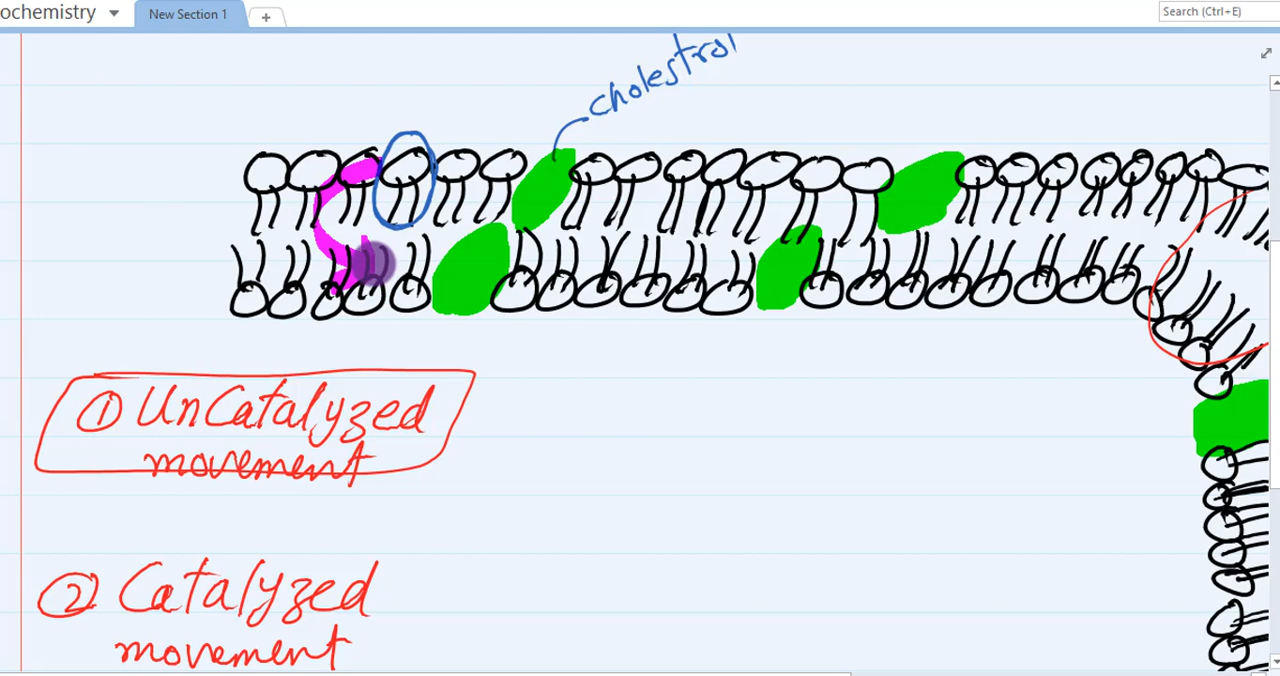 ochemistry
New Section 1
+
Search (Ctrl+E)
cholestrol
① UnCatalyzed
movement
② Catalyzed
movement